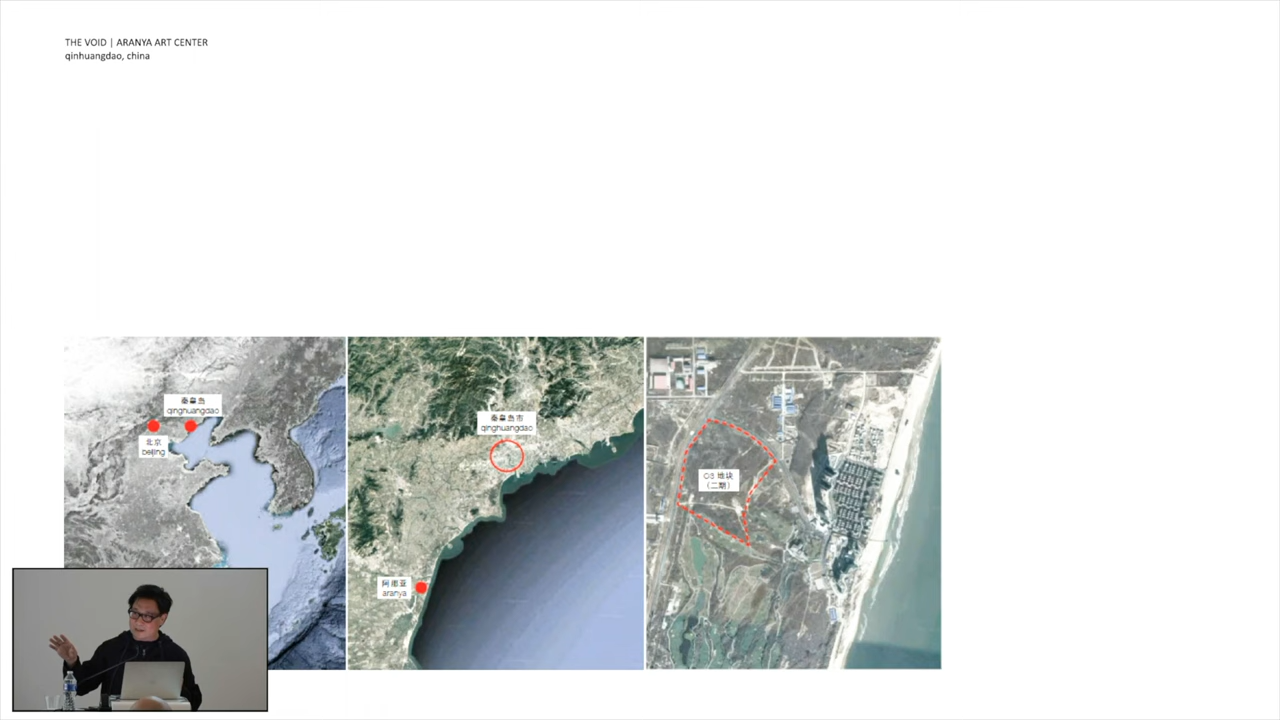 THE VOID | ARANYA ART CENTER
qinhuangdao, china
秦皇岛
qinghuangdao
北京
beijing
秦皇岛市
qinghuangdao
阿那亚
aranya
地块
(二期)